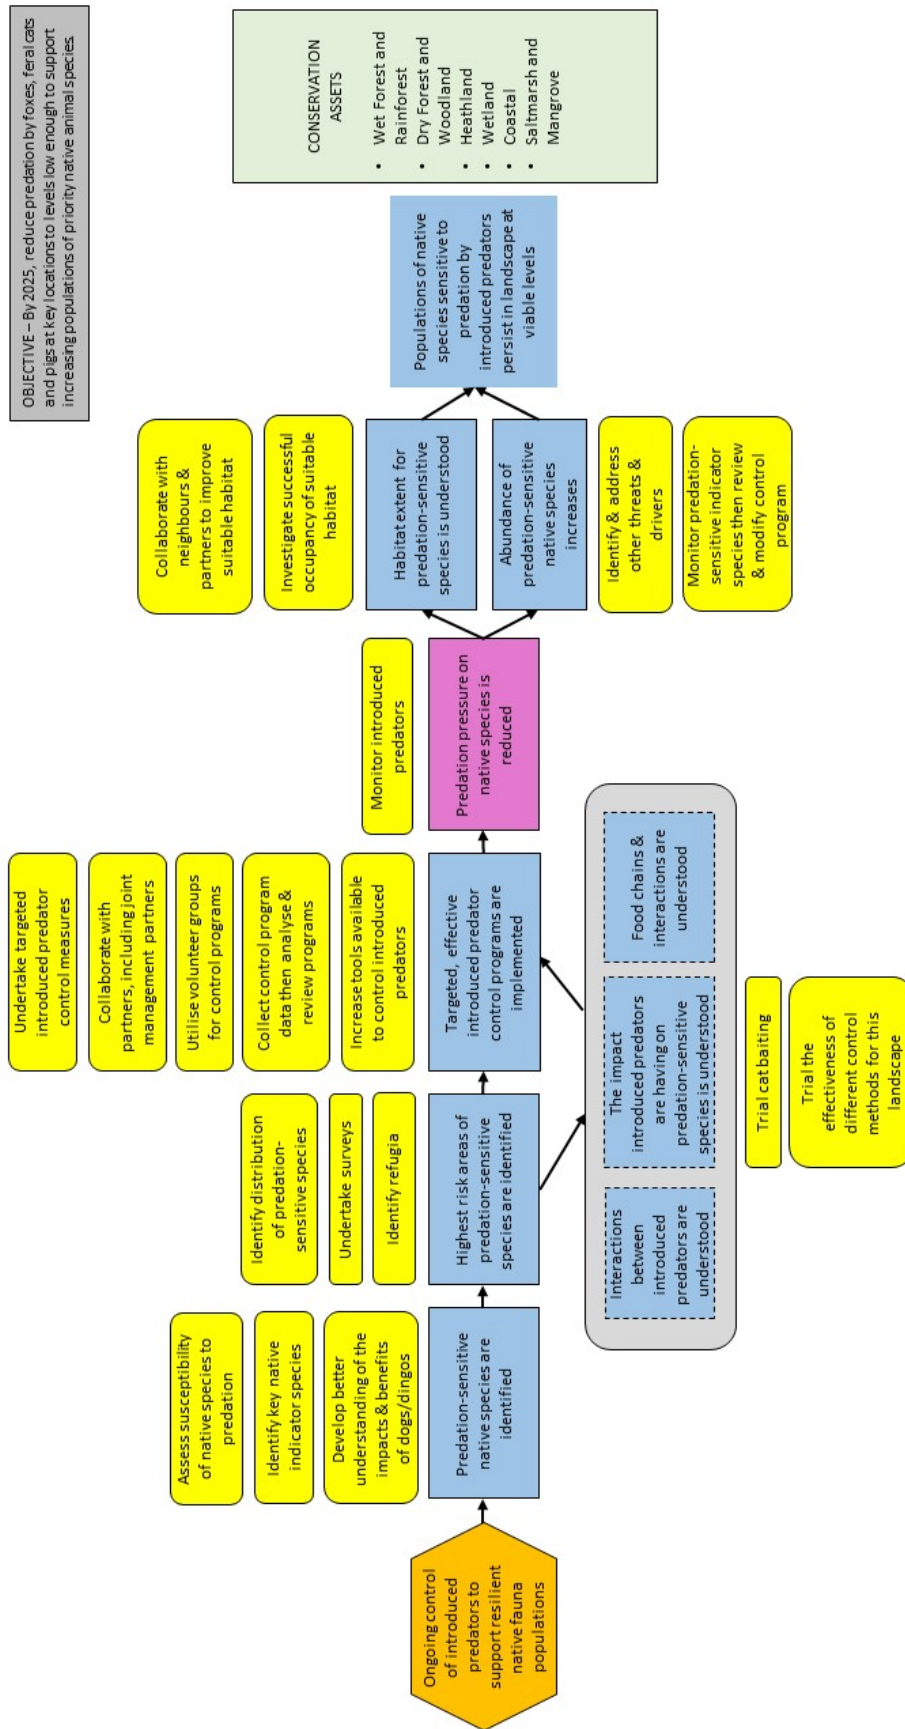 OBJECTIVE – By 2025, reduce predation by foxes, feral cats
and pigs at key locations to levels low enough to support
increasing populations of priority native animal species.
Ongoing control
of introduced
predators to
support resilient
native fauna
populations
Assess susceptibility
of native species to
predation
Identify key native
indicator species
Develop better
understanding of the
impacts & benefits
of dogs/dingos
Predation-sensitive
native species are
identified
Identify distribution
of predation-
sensitive species
Undertake surveys
Identify refugia
Highest risk areas of
predation-sensitive
species are identified
Undertake targeted
introduced predator
control measures
Collaborate with
partners, including joint
management partners
Utilise volunteer groups
for control programs
Collect control program
data then analyse &
review programs
Increase tools available
to control introduced
predators
Targeted, effective
introduced predator
control programs are
implemented
Interactions
between
introduced
predators are
understood
The impact
introduced predators
are having on
predation-sensitive
species is understood
Food chains &
interactions are
understood
Trial cat baiting
Trial the
effectiveness of
different control
methods for this
landscape
Monitor introduced
predators
Predation pressure on
native species is
reduced
Collaborate with
neighbours &
partners to improve
suitable habitat
Investigate successful
occupancy of suitable
habitat
Habitat extent for
predation-sensitive
species is understood
Abundance of
predation-sensitive
native species
increases
Identify & address
other threats &
drivers
Monitor predation-
sensitive indicator
species then review
& modify control
program
Populations of native
species sensitive to
predation by
introduced predators
persist in landscape at
viable levels
CONSERVATION
ASSETS
• Wet Forest and
Rainforest
• Dry Forest and
Woodland
• Heathland
• Wetland
• Coastal
• Saltmarsh and
Mangrove